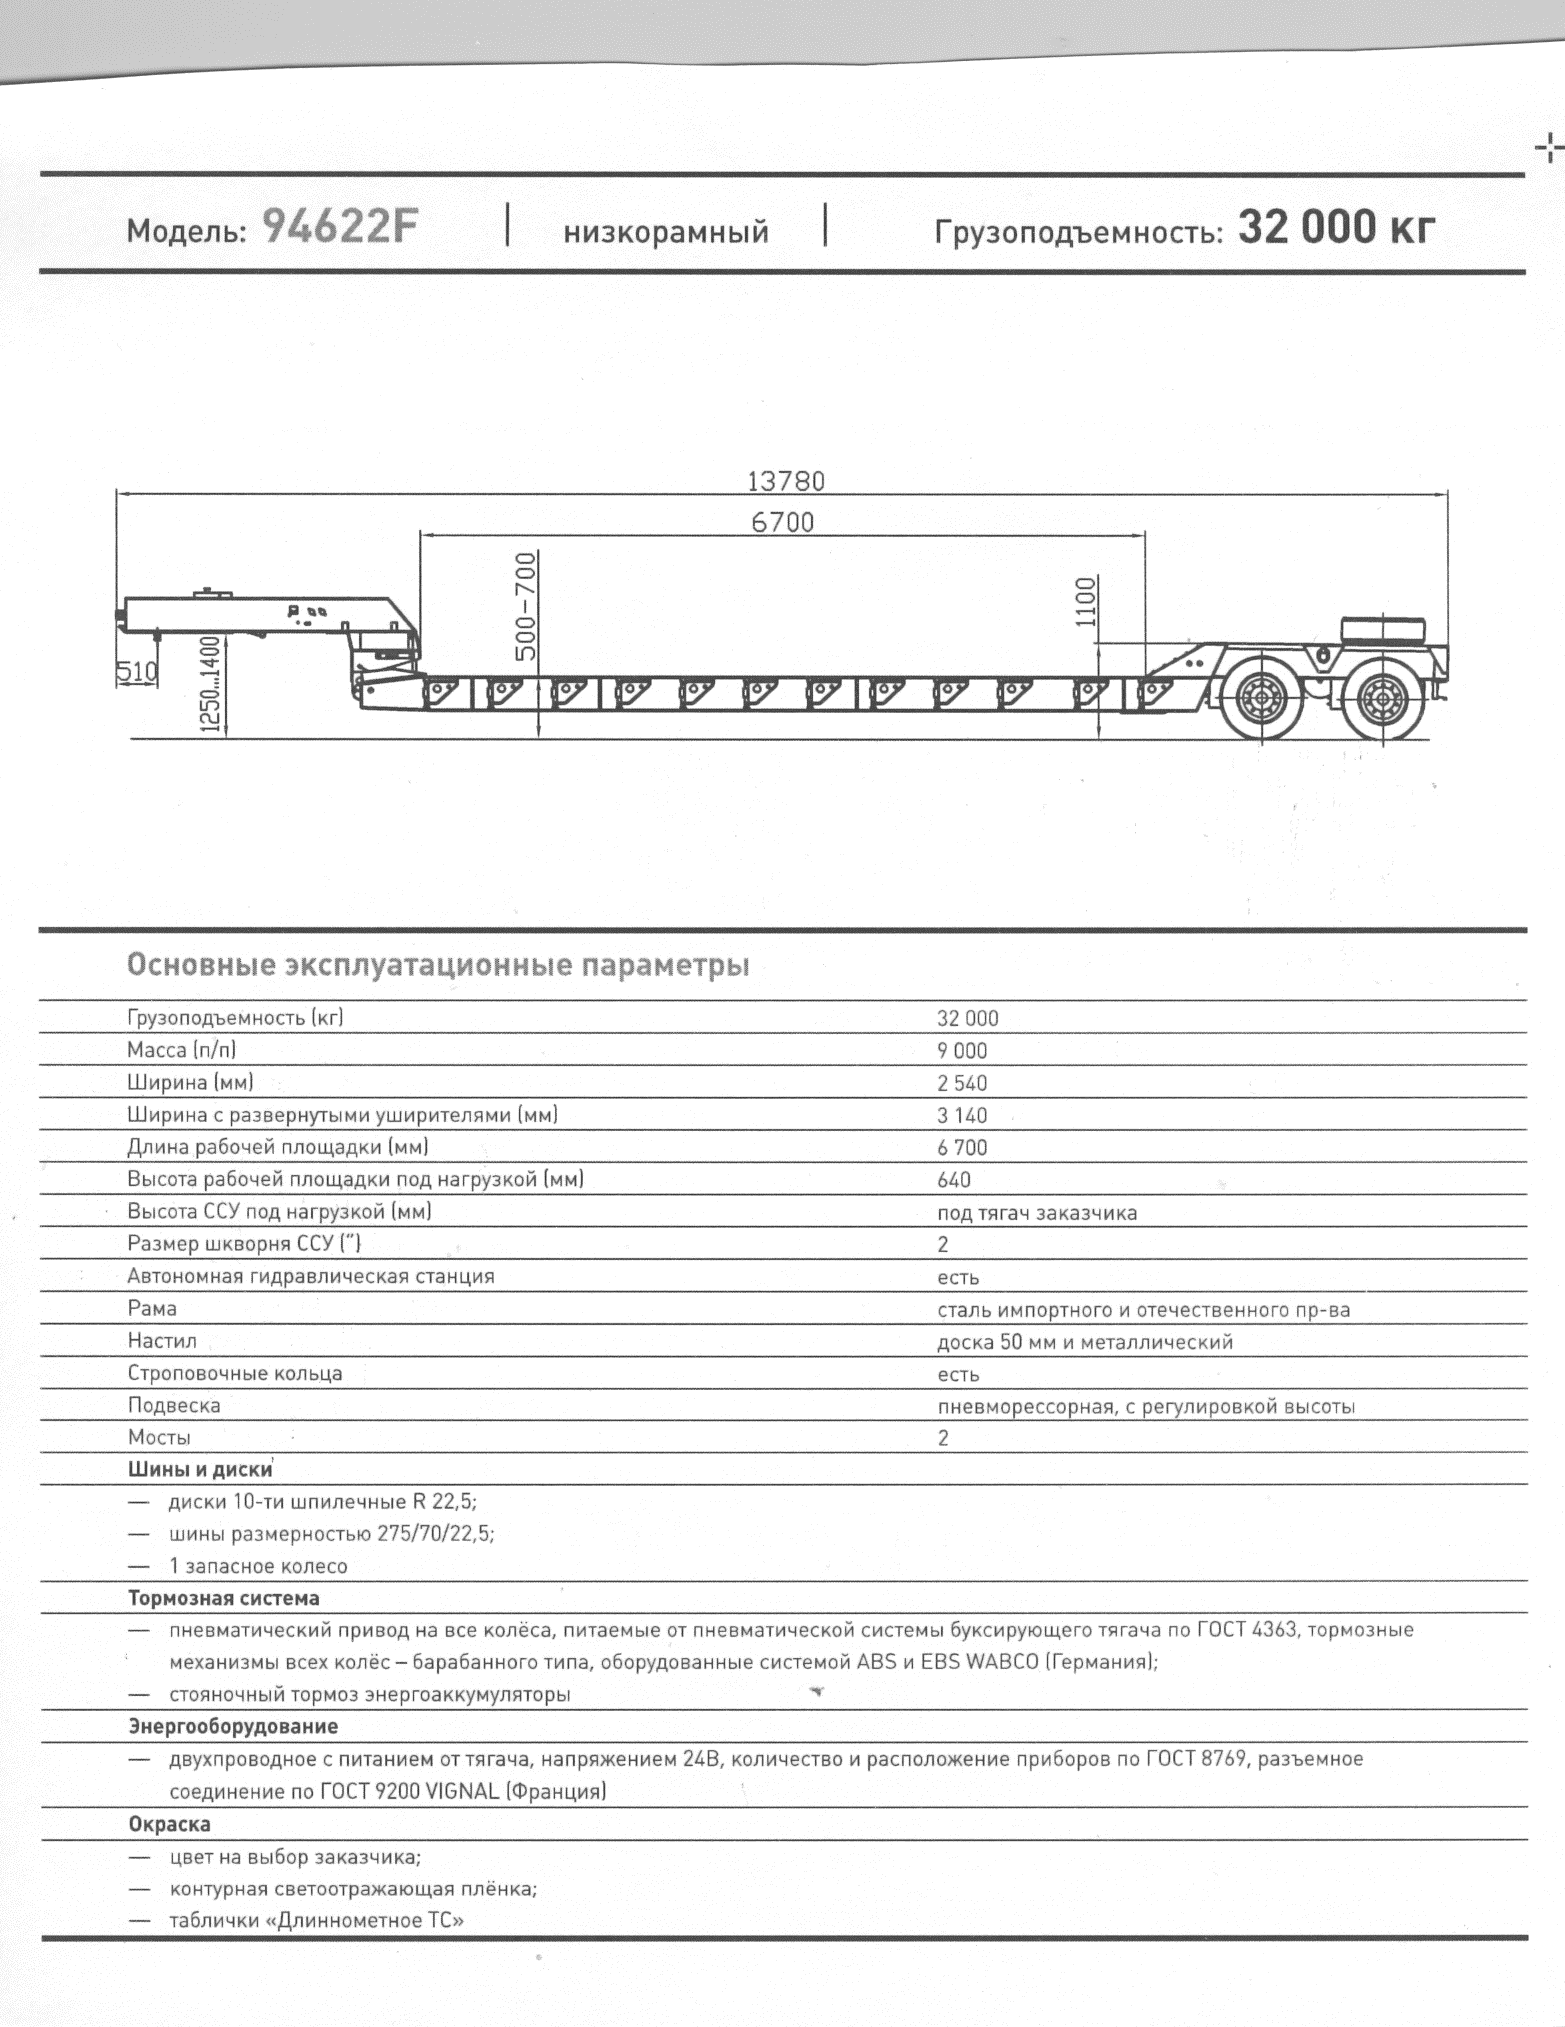 Модель: 94622F | низкорамный | Грузоподъемность: 32 000 кг
13780
6700
500-700
1100
510
1250...1400
Основные эксплуатационные параметры
Грузоподъемность (кг) 32 000
Масса (п/п) 9 000
Ширина (мм) 2 540
Ширина с развернутыми уширителями (мм) 3 140
Длина рабочей площадки (мм) 6 700
Высота рабочей площадки под нагрузкой (мм) 640
Высота ССУ под нагрузкой (мм) под тягач заказчика
Размер шкворня ССУ (") 2
Автономная гидравлическая станция есть
Рама сталь импортного и отечественного пр-ва
Настил доска 50 мм и металлический
Строповочные кольца есть
Подвеска пневморессорная, с регулировкой высоты
Мосты 2
Шины и диски
— диски 10-ти шпилечные R 22,5;
— шины размерностью 275/70/22,5;
— 1 запасное колесо
Тормозная система
— пневматический привод на все колёса, питаемые от пневматической системы буксирующего тягача по ГОСТ 4363, тормозные
механизмы всех колёс – барабанного типа, оборудованные системой ABS и EBS WABCO (Германия);
— стояночный тормоз энергоаккумуляторы
Энергооборудование
— двухпроводное с питанием от тягача, напряжением 24В, количество и расположение приборов по ГОСТ 8769, разъемное
соединение по ГОСТ 9200 VIGNAL (Франция)
Окраска
— цвет на выбор заказчика;
— контурная светоотражающая плёнка;
— таблички «Длиннометное ТС»